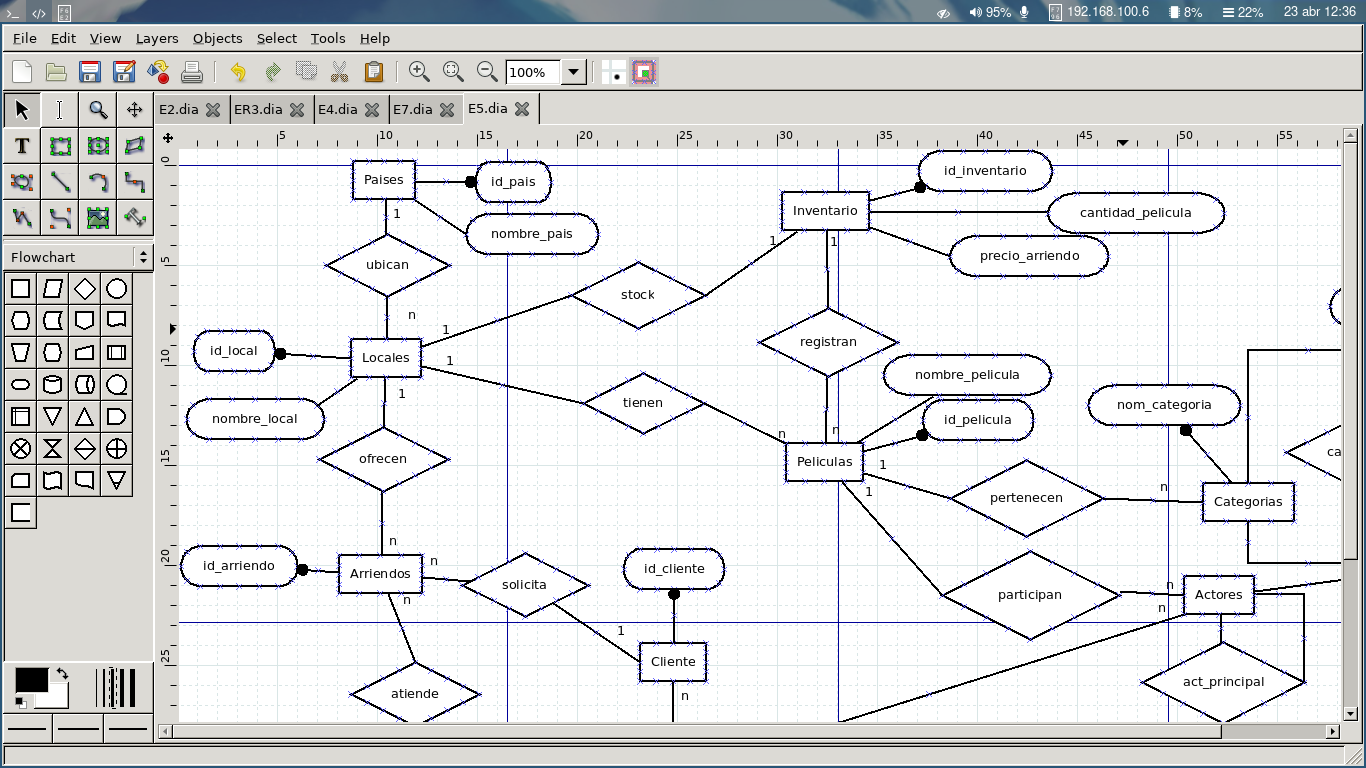 95% 192.168.100.6 8% 22% 23 abr 12:36
File Edit View Layers Objects Select Tools Help
100%
E2.dia ER3.dia E4.dia E7.dia E5.dia
5 10 15 20 25 30 35 40 45 50 55
0
5
10
15
20
25
T
Flowchart
Paises
id_pais
nombre_pais
1
ubican
n
Locales
id_local
nombre_local
1
stock
1
1
tienen
n
1
ofrecen
n
Inventario
id_inventario
cantidad_pelicula
precio_arriendo
1
registran
n
Peliculas
nombre_pelicula
id_pelicula
1
pertenecen
n
1
participan
n
nom_categoria
Categorias
ca
Arriendos
id_arriendo
n
solicita
1
n
atiende
id_cliente
Cliente
n
Actores
n
act_principal